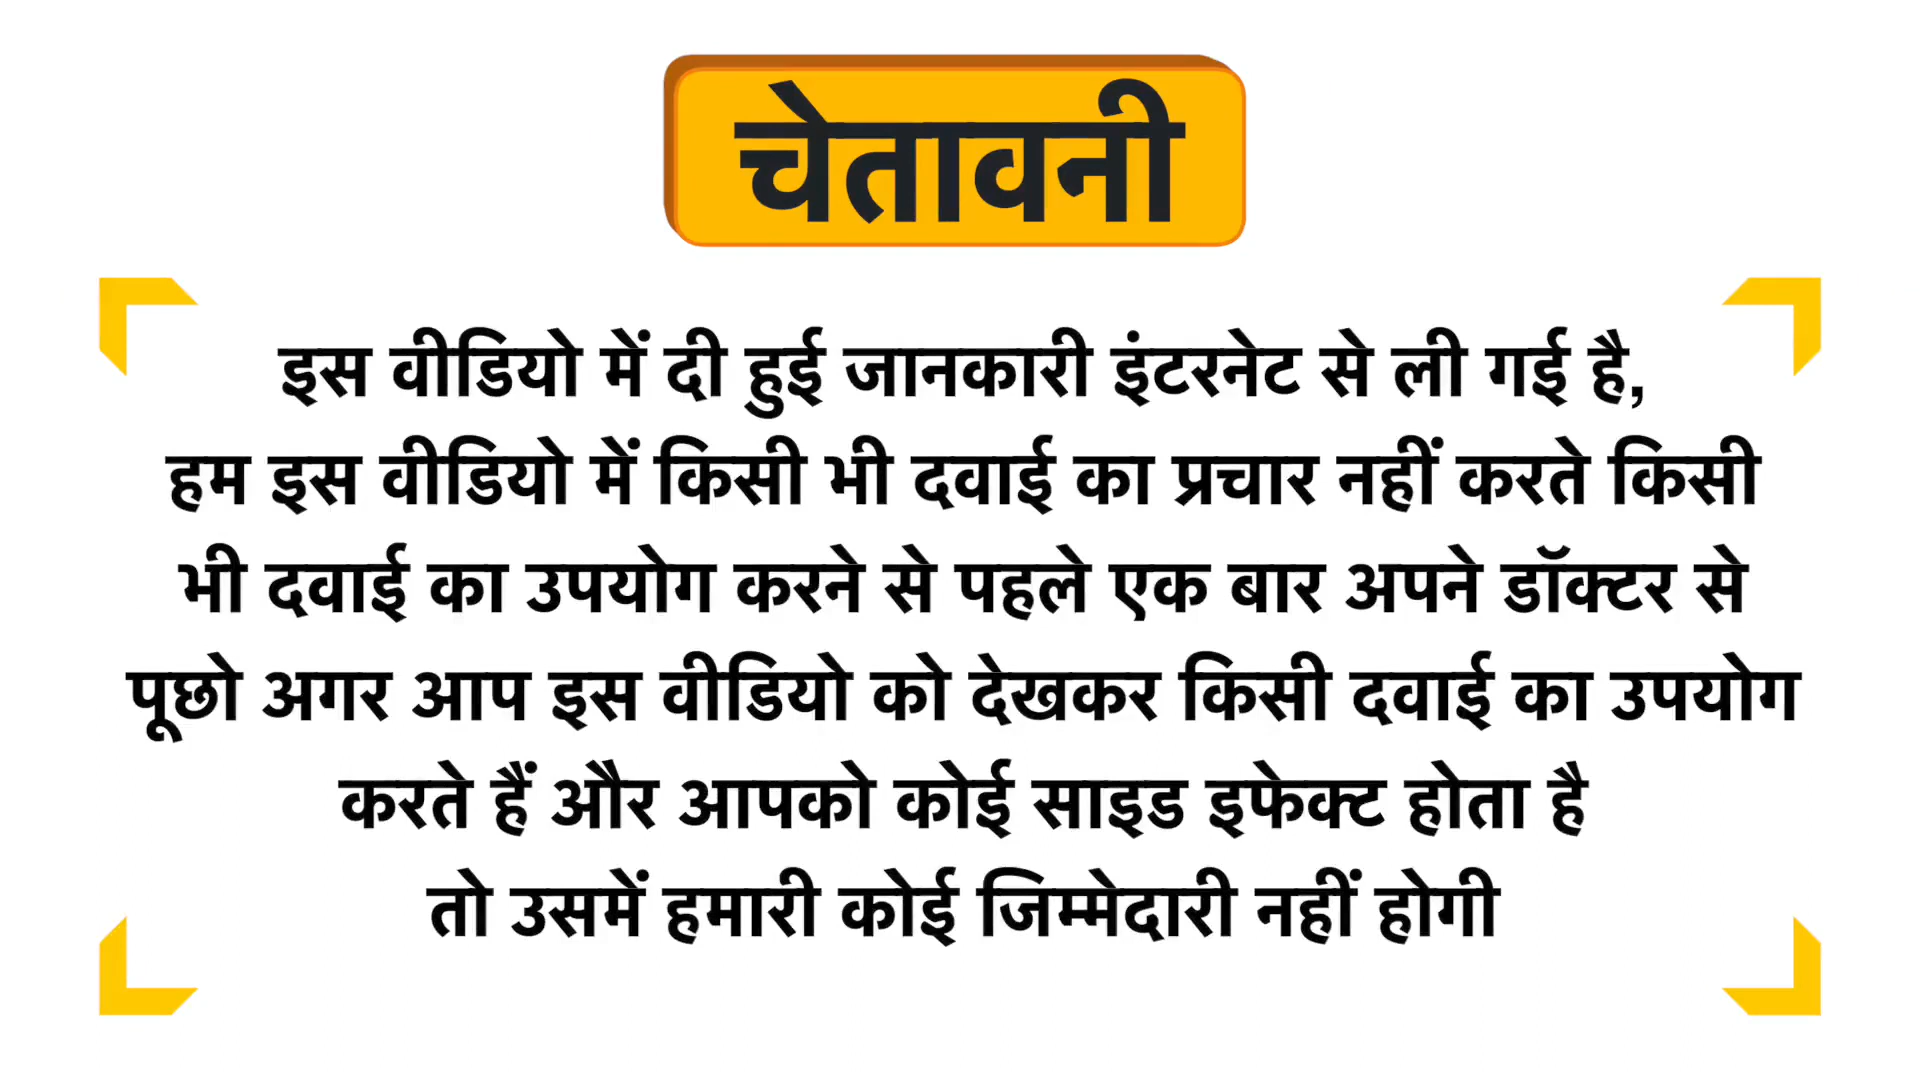 चेतावनी
इस वीडियो में दी हुई जानकारी इंटरनेट से ली गई है,
हम इस वीडियो में किसी भी दवाई का प्रचार नहीं करते किसी
भी दवाई का उपयोग करने से पहले एक बार अपने डॉक्टर से
पूछो अगर आप इस वीडियो को देखकर किसी दवाई का उपयोग
करते हैं और आपको कोई साइड इफेक्ट होता है
तो उसमें हमारी कोई जिम्मेदारी नहीं होगी